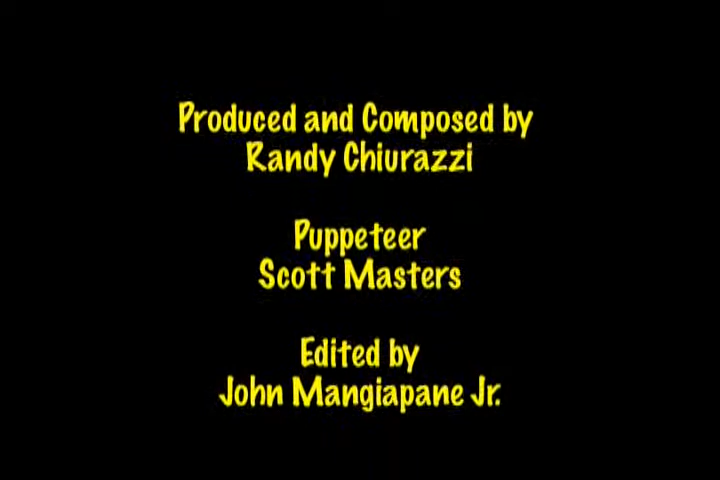 Produced and Composed by
Randy Chiurazzi
Puppeteer
Scott Masters
Edited by
John Mangiapane Jr.